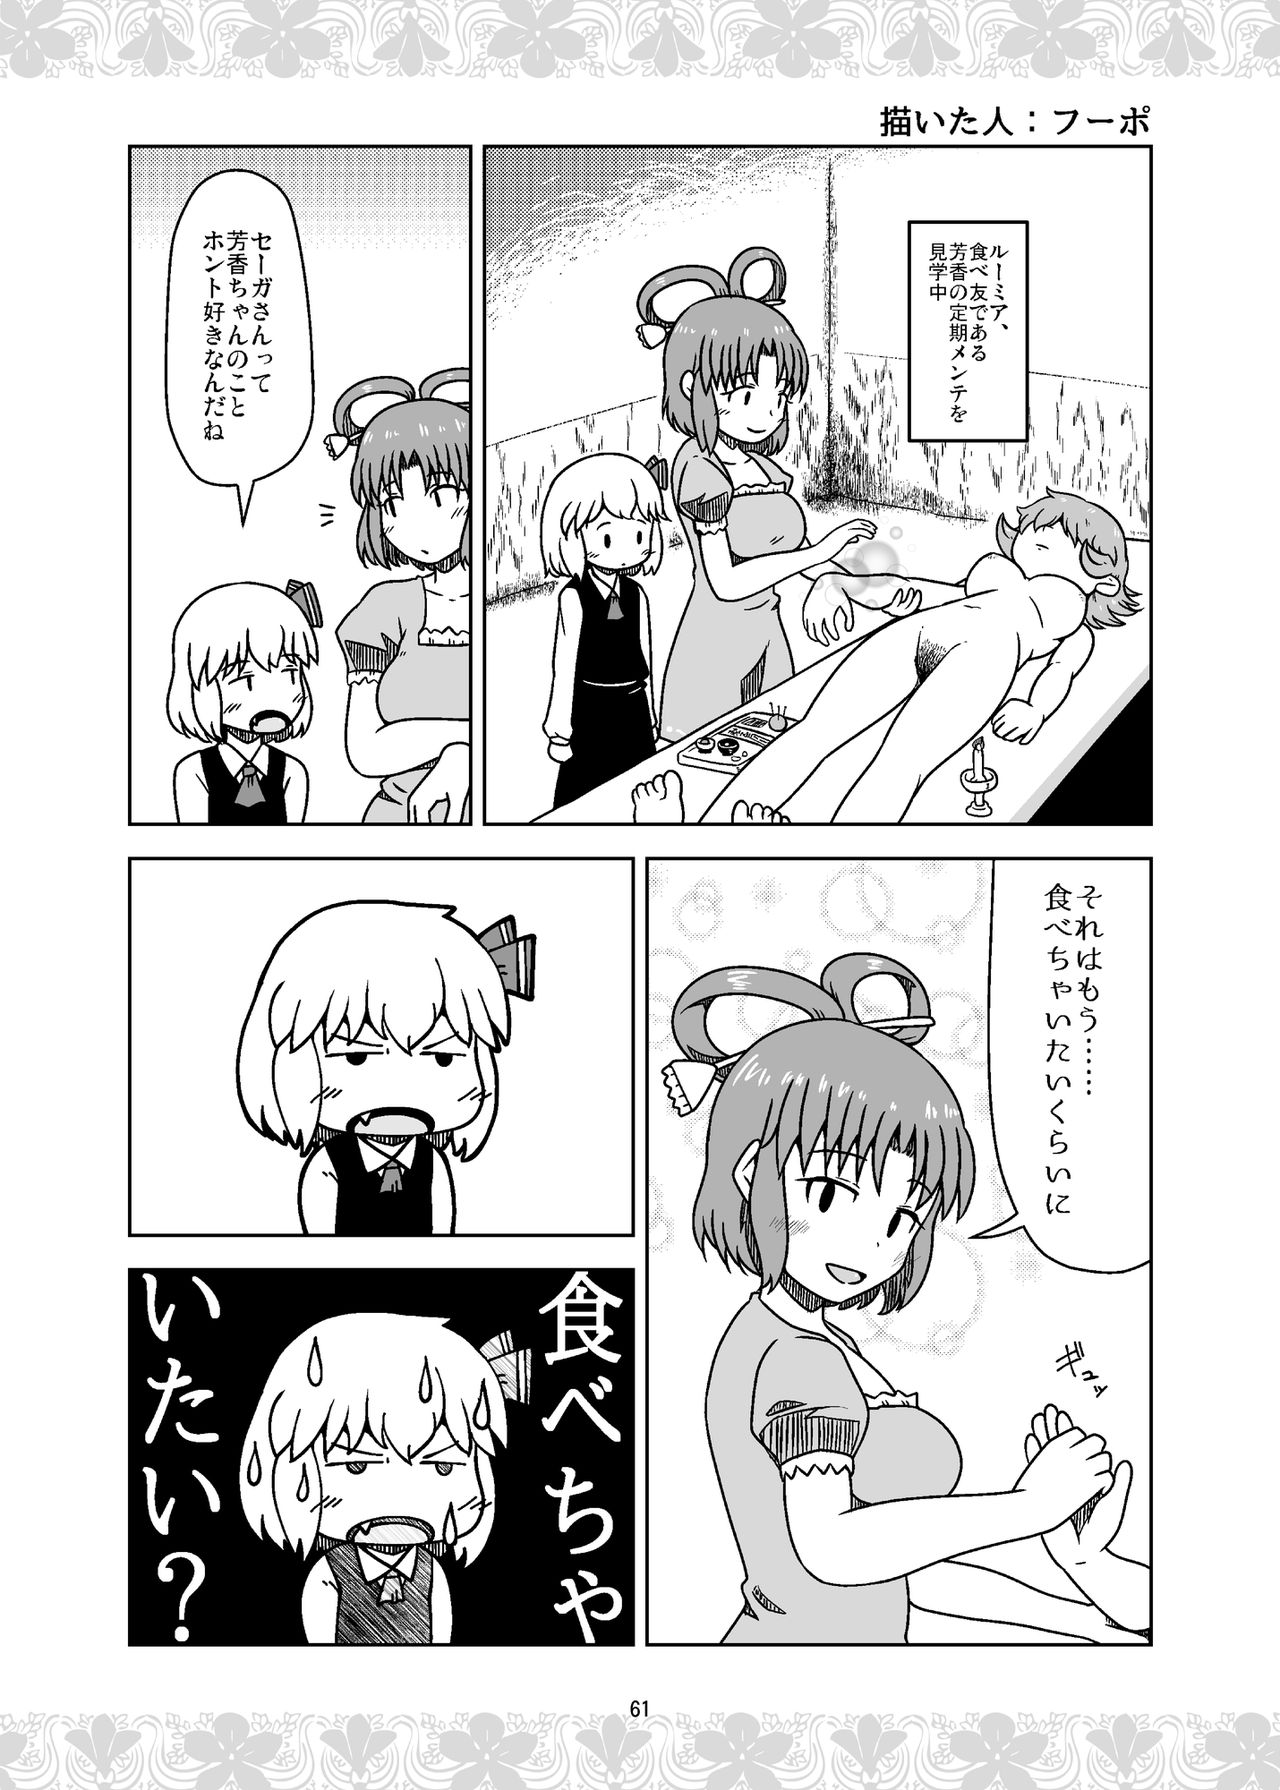 描いた人：フーポ
ルーミア、
食べ友である
芳香の定期メンテを
見学中
セーガさんって
芳香ちゃんのこと
ホント好きなんだね
それはもう……
食べちゃいたいくらいに
ギュッ
食べちゃ
いたい？
61